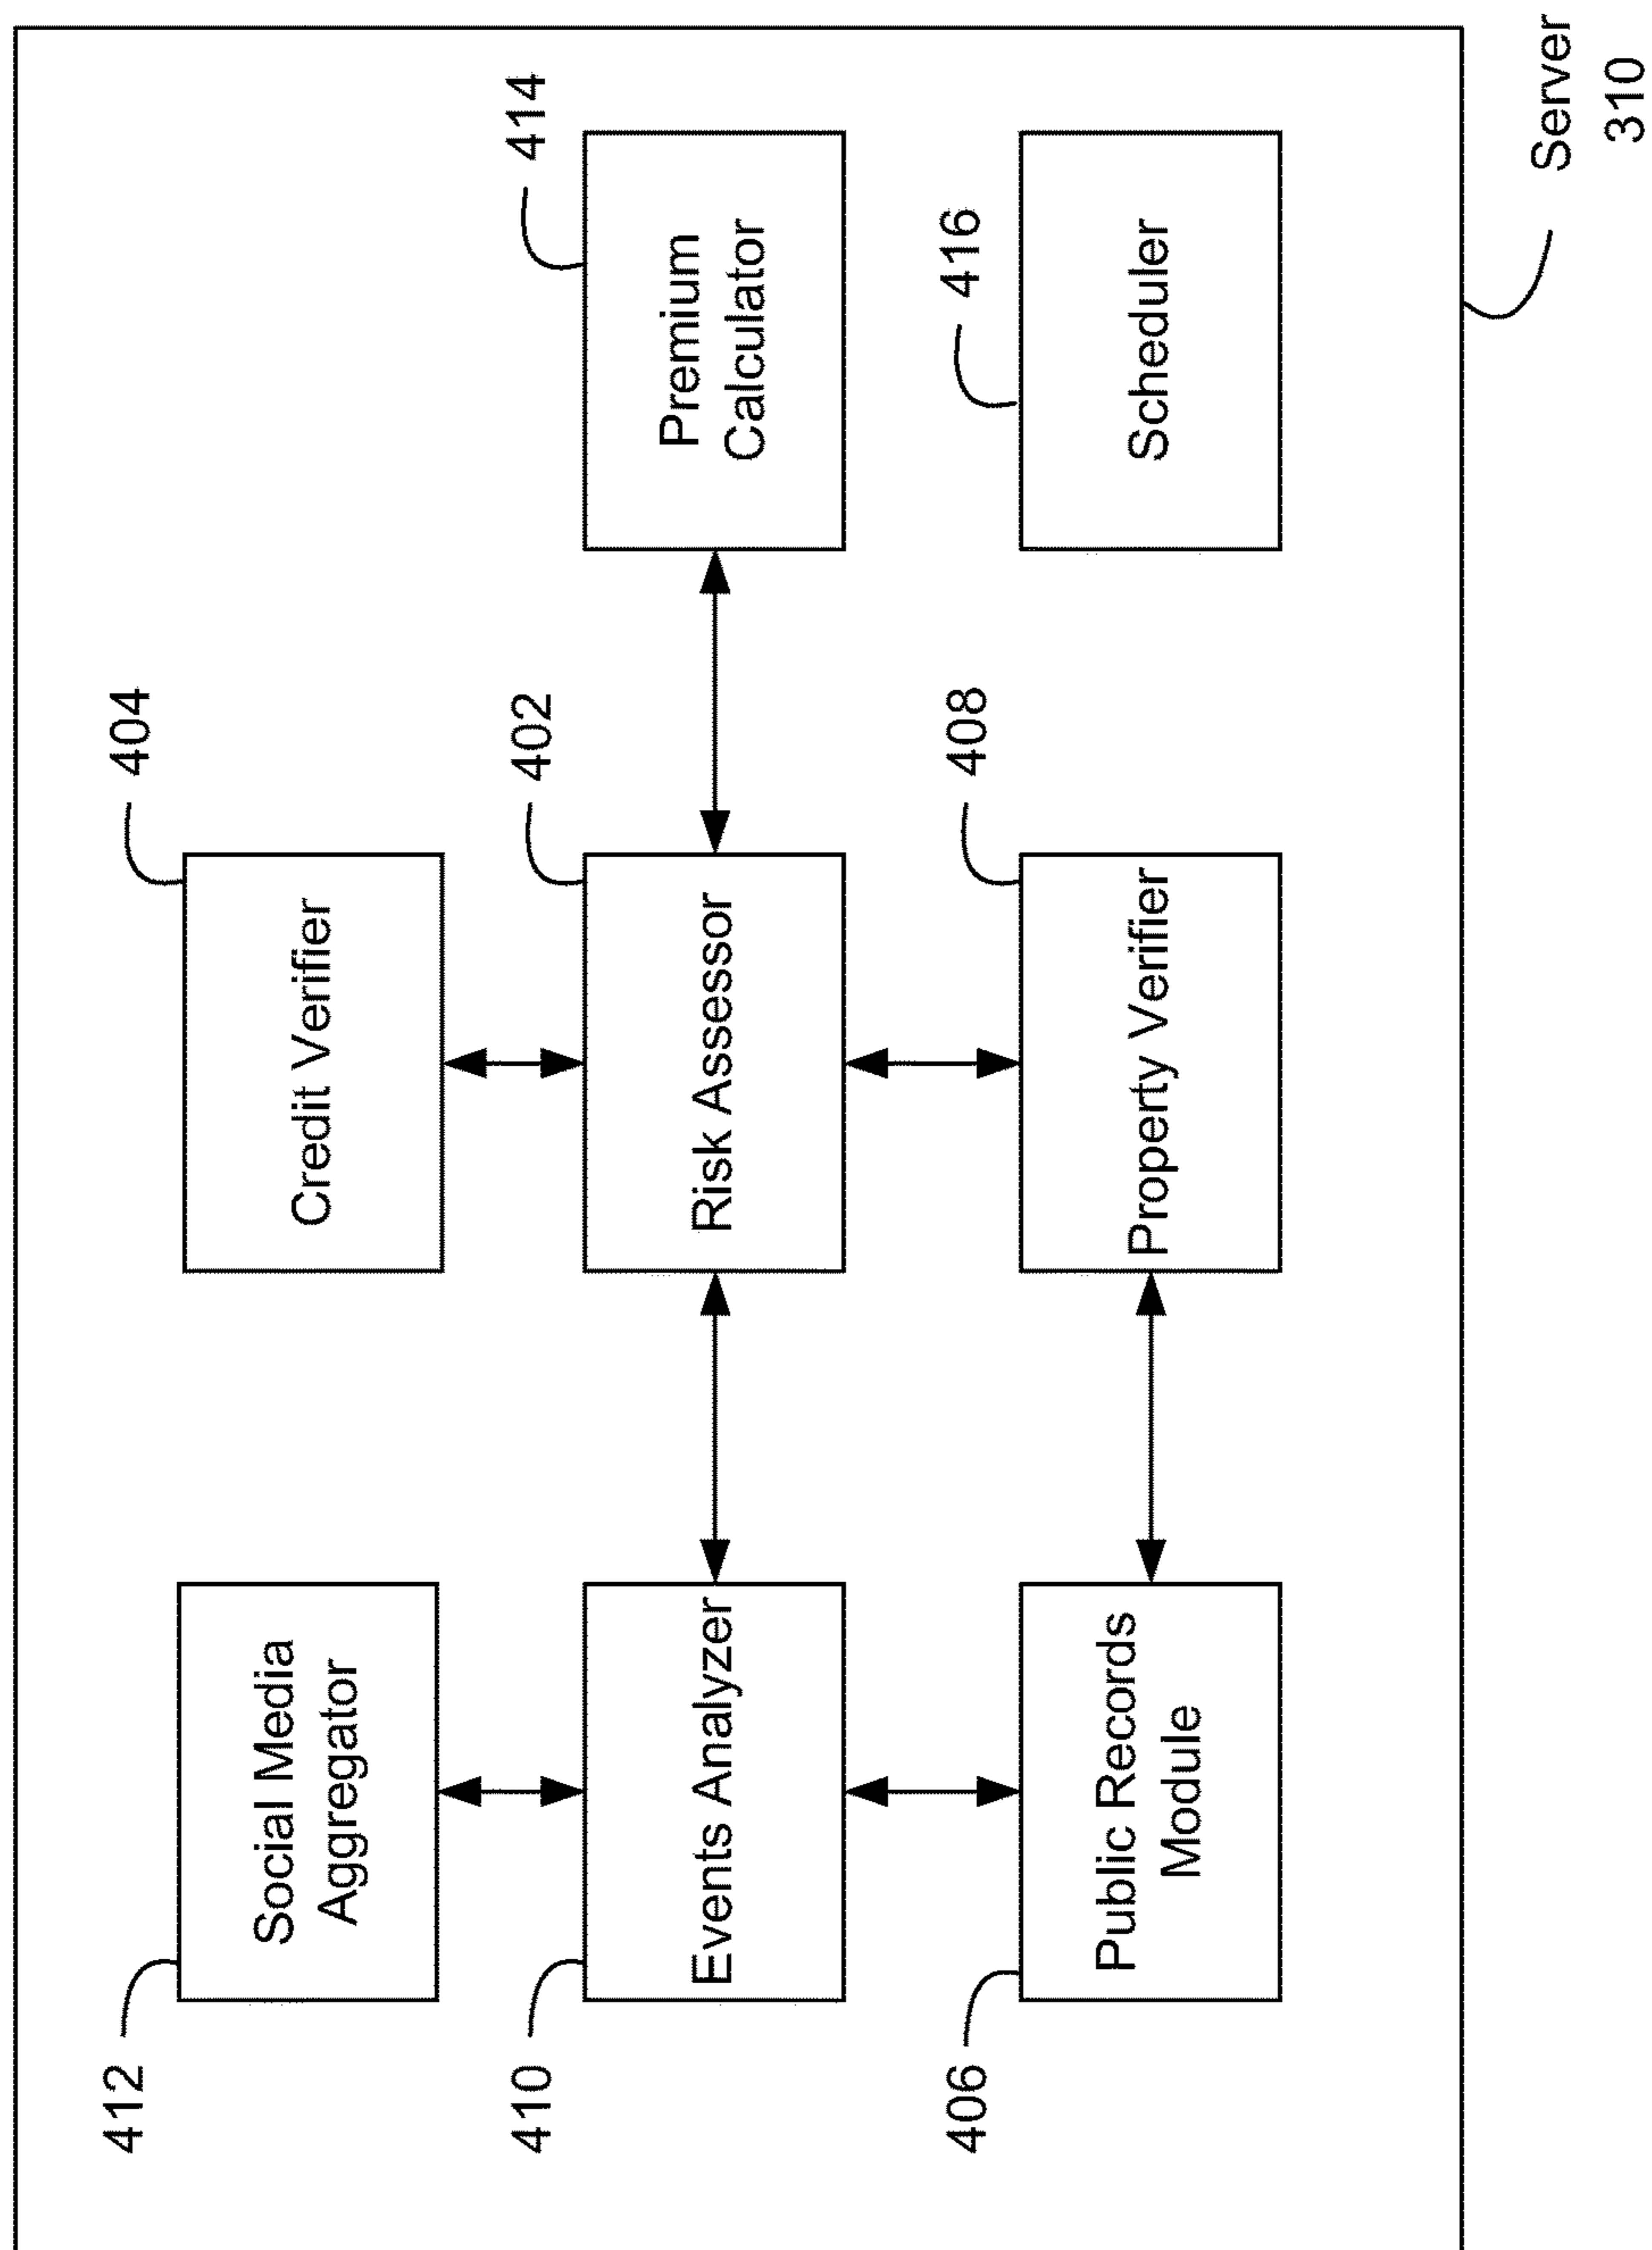 412
Social Media
Aggregator
404
Credit Verifier
410
Events Analyzer
402
Risk Assessor
414
Premium
Calculator
406
Public Records
Module
408
Property Verifier
416
Scheduler
Server
310